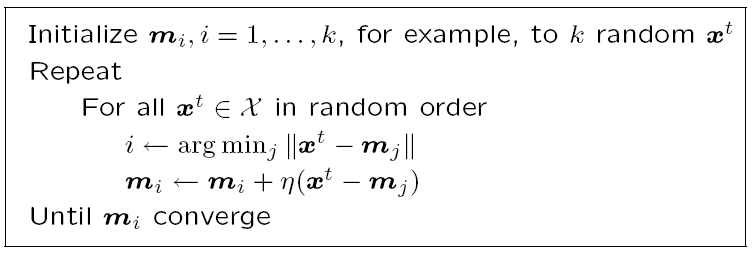 Initialize m_i, i = 1, . . . , k, for example, to k random x^t
Repeat
For all x^t ∈ 𝒳 in random order
i ← arg min_j ‖x^t − m_j‖
m_i ← m_i + η(x^t − m_j)
Until m_i converge